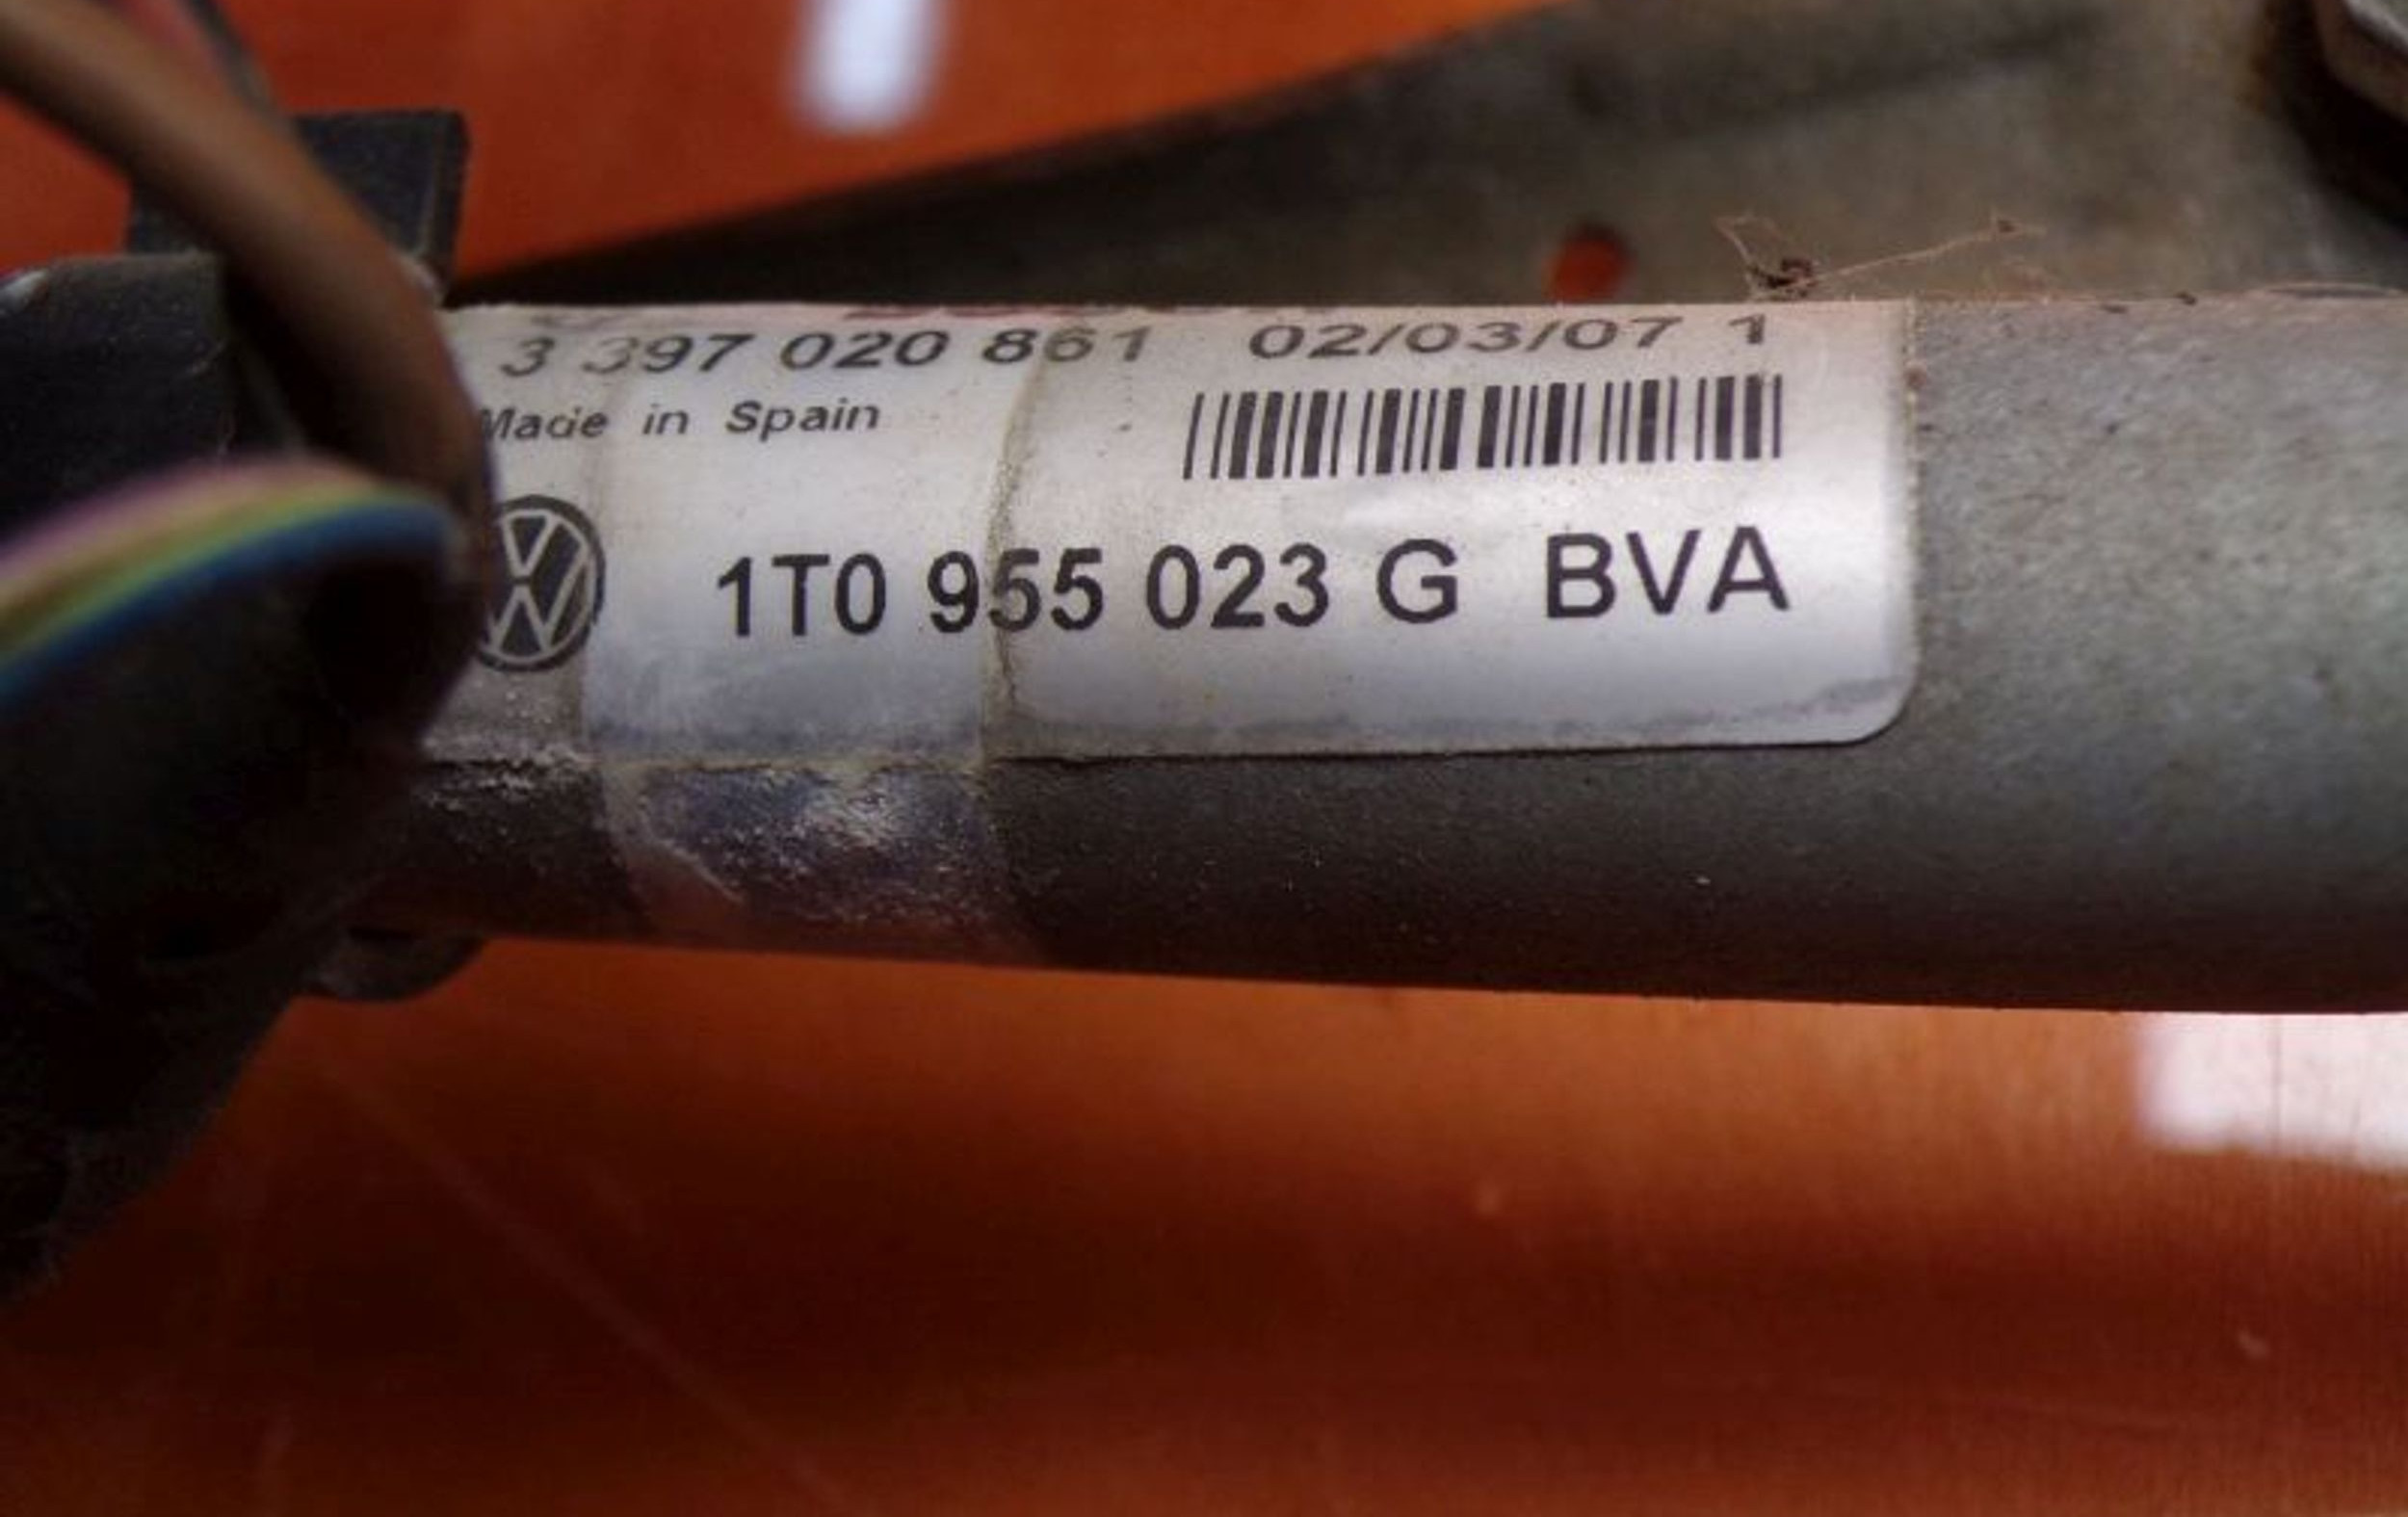 3 397 020 861 02/03/07 1
Made in Spain
1T0 955 023 G BVA